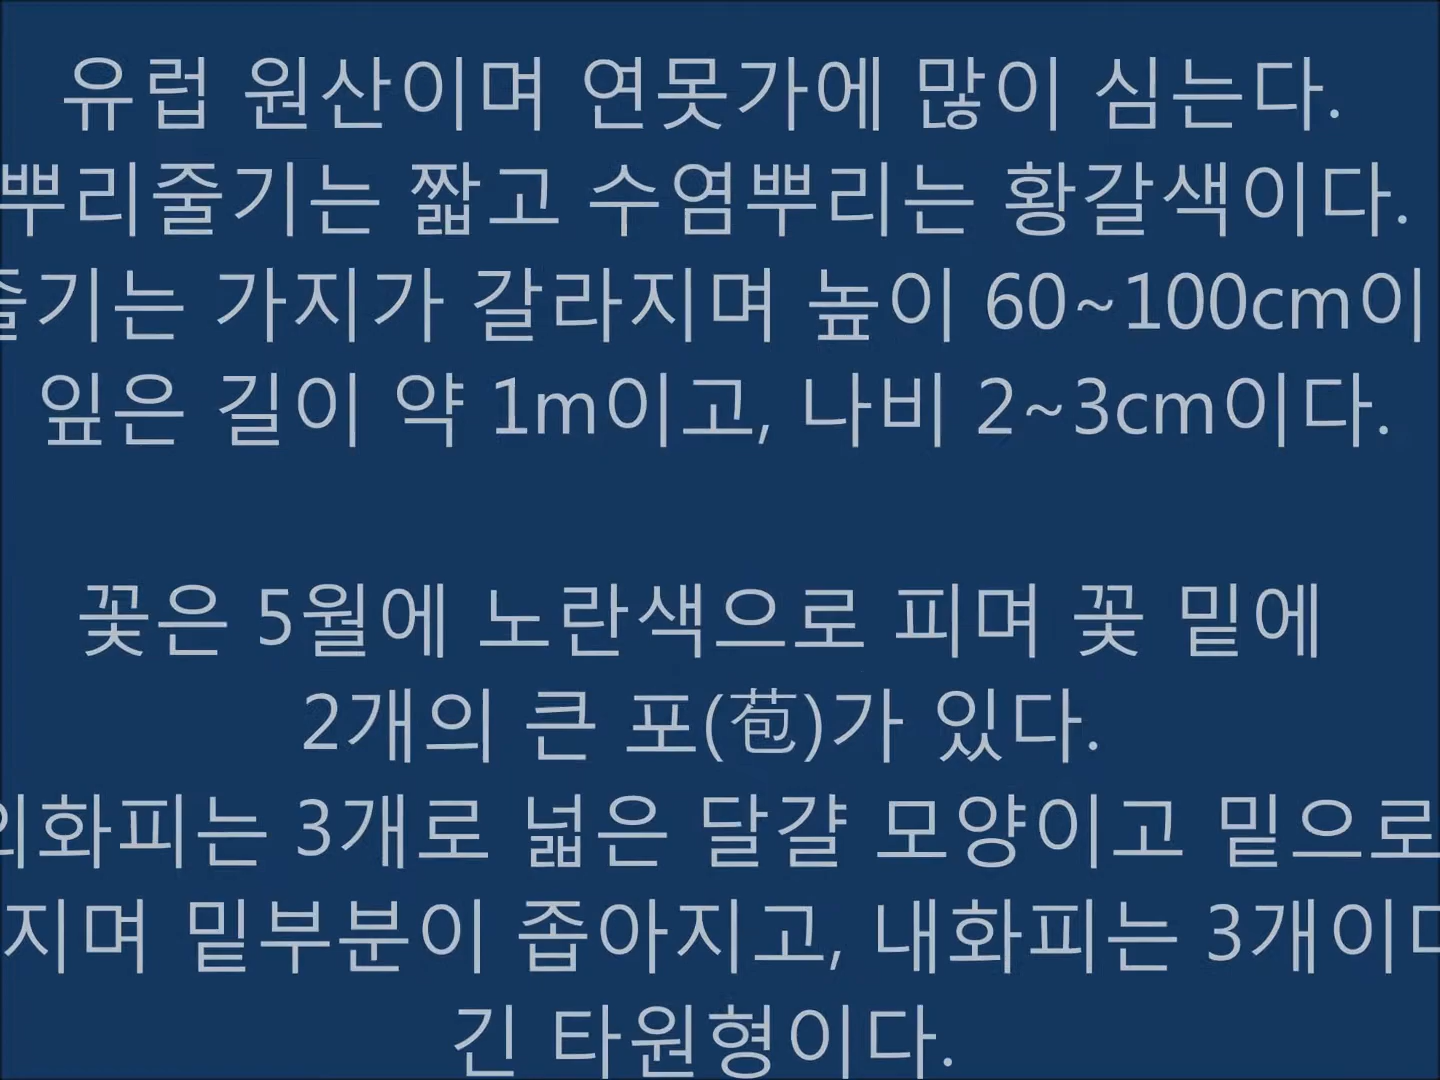 유럽 원산이며 연못가에 많이 심는다.
뿌리줄기는 짧고 수염뿌리는 황갈색이다.
줄기는 가지가 갈라지며 높이 60~100cm이
잎은 길이 약 1m이고, 나비 2~3cm이다.
꽃은 5월에 노란색으로 피며 꽃 밑에
2개의 큰 포(苞)가 있다.
외화피는 3개로 넓은 달걀 모양이고 밑으로
지며 밑부분이 좁아지고, 내화피는 3개이다
긴 타원형이다.